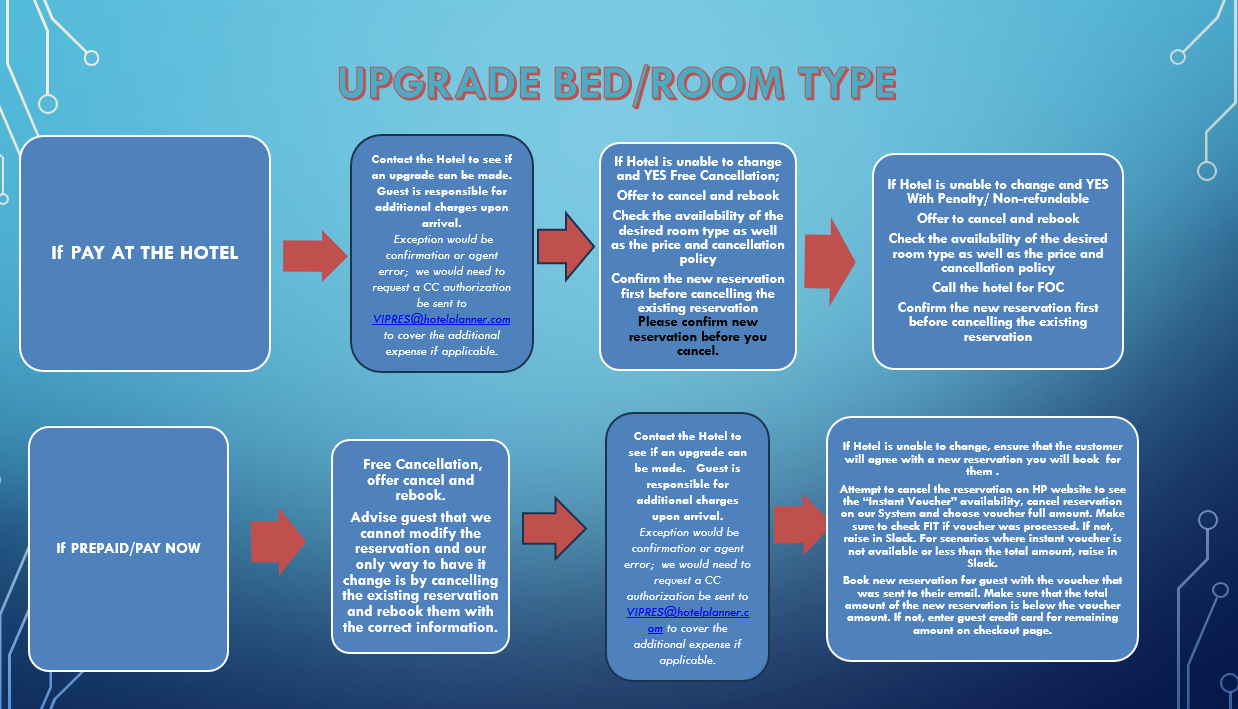 UPGRADE BED/ROOM TYPE
If PAY AT THE HOTEL
Contact the Hotel to see if
an upgrade can be made.
Guest is responsible for
additional charges upon
arrival.
Exception would be
confirmation or agent
error;  we would need to
request a CC authorization
be sent to
VIPRES@hotelplanner.com
to cover the additional
expense if applicable.
If Hotel is unable to change
and YES Free Cancellation;
Offer to cancel and rebook
Check the availability of the
desired room type as well
as the price and cancellation
policy
Confirm the new reservation
first before cancelling the
existing reservation
Please confirm new
reservation before you
cancel.
If Hotel is unable to change and YES
With Penalty/ Non-refundable
Offer to cancel and rebook
Check the availability of the desired
room type as well as the price and
cancellation policy
Call the hotel for FOC
Confirm the new reservation first
before cancelling the existing
reservation
If PREPAID/PAY NOW
Free Cancellation,
offer cancel and
rebook.
Advise guest that we
cannot modify the
reservation and our
only way to have it
change is by cancelling
the existing reservation
and rebook them with
the correct information.
Contact the Hotel to
see if an upgrade can
be made.   Guest is
responsible for
additional charges
upon arrival.
Exception would be
confirmation or agent
error;  we would need to
request a CC
authorization be sent to
VIPRES@hotelplanner.c
om to cover the
additional expense if
applicable.
If Hotel is unable to change, ensure that the customer
will agree with a new reservation you will book  for
them .
Attempt to cancel the reservation on HP website to see
the “Instant Voucher” availability, cancel reservation
on our System and choose voucher full amount. Make
sure to check FIT if voucher was processed. If not,
raise in Slack. For scenarios where instant voucher is
not available or less than the total amount, raise in
Slack.
Book new reservation for guest with the voucher that
was sent to their email. Make sure that the total
amount of the new reservation is below the voucher
amount. If not, enter guest credit card for remaining
amount on checkout page.